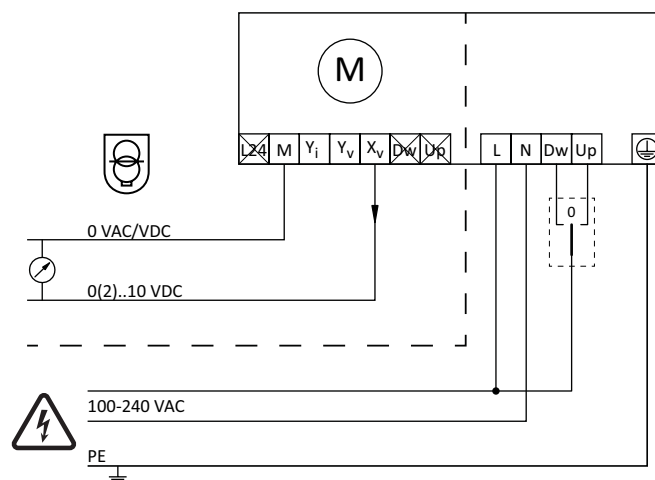 M
L24 M Yi Yv Xv Dw Up L N Dw Up
0
0 VAC/VDC
0(2)..10 VDC
100-240 VAC
PE